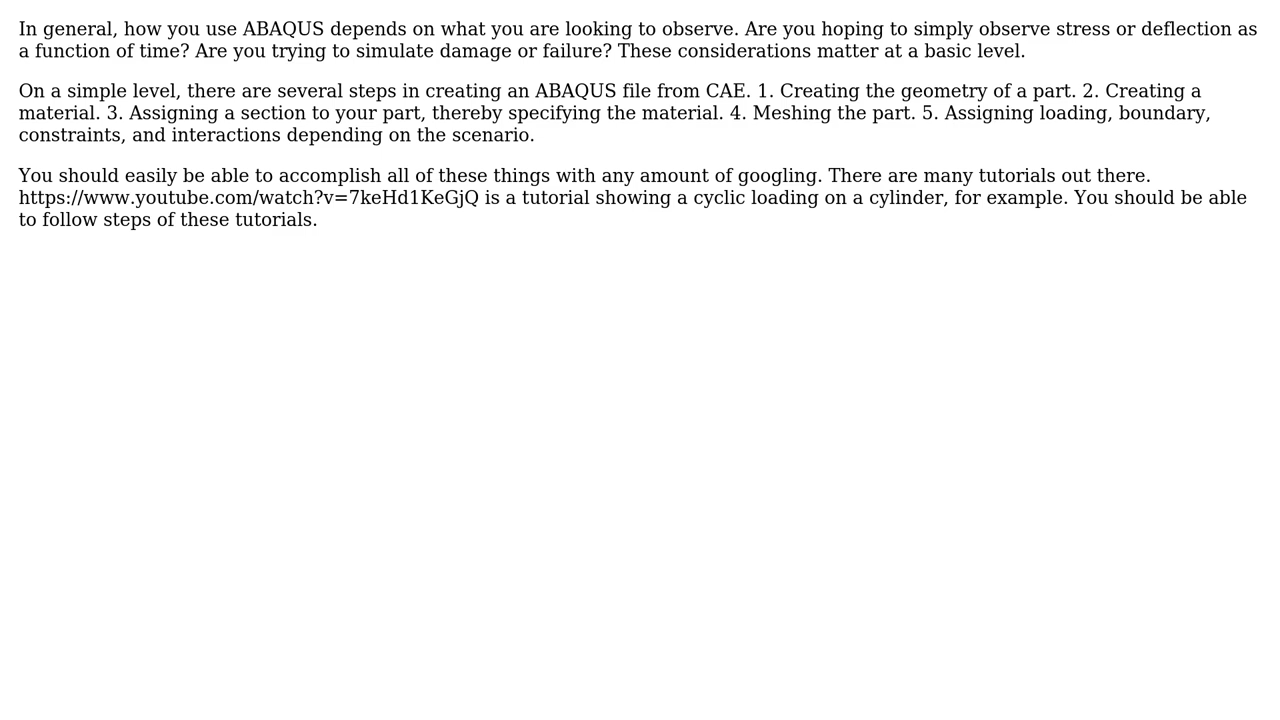 In general, how you use ABAQUS depends on what you are looking to observe. Are you hoping to simply observe stress or deflection as
a function of time? Are you trying to simulate damage or failure? These considerations matter at a basic level.
On a simple level, there are several steps in creating an ABAQUS file from CAE. 1. Creating the geometry of a part. 2. Creating a
material. 3. Assigning a section to your part, thereby specifying the material. 4. Meshing the part. 5. Assigning loading, boundary,
constraints, and interactions depending on the scenario.
You should easily be able to accomplish all of these things with any amount of googling. There are many tutorials out there.
https://www.youtube.com/watch?v=7keHd1KeGjQ is a tutorial showing a cyclic loading on a cylinder, for example. You should be able
to follow steps of these tutorials.